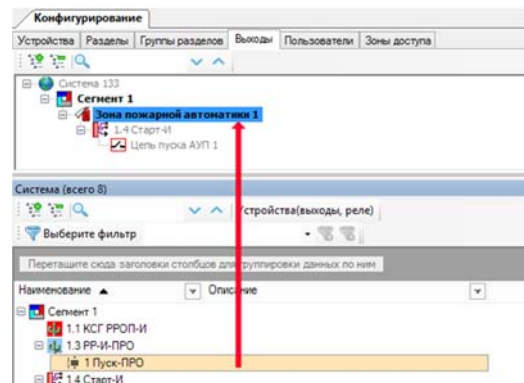 Конфигурирование
Устройства Разделы Группы разделов Выходы Пользователи Зоны доступа
Система 133
Сегмент 1
Зона пожарной автоматики 1
1.4 Старт-И
Цепь пуска АУП 1
Система (всего 8)
Устройства(выходы, реле)
Выберите фильтр
Перетащите сюда заголовки столбцов для группировки данных по ним
Наименование Описание
Сегмент 1
1.1 КСГ РРОП-И
1.3 РР-И-ПРО
1 Пуск-ПРО
1.4 Старт-И